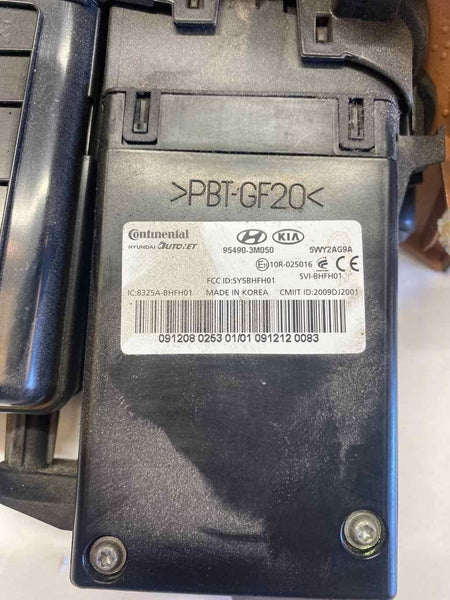 >PBT-GF20<
Continental
HYUNDAI AUTONET
HYUNDAI KIA
95490-3M050 5WY2AG9A
E 10R-025016 CE
FCC ID:SY5BHFH01 SVI-BHFH01
IC:8325A-BHFH01 MADE IN KOREA CMIIT ID:2009DJ2001
091208 0253 01/01 091212 0083